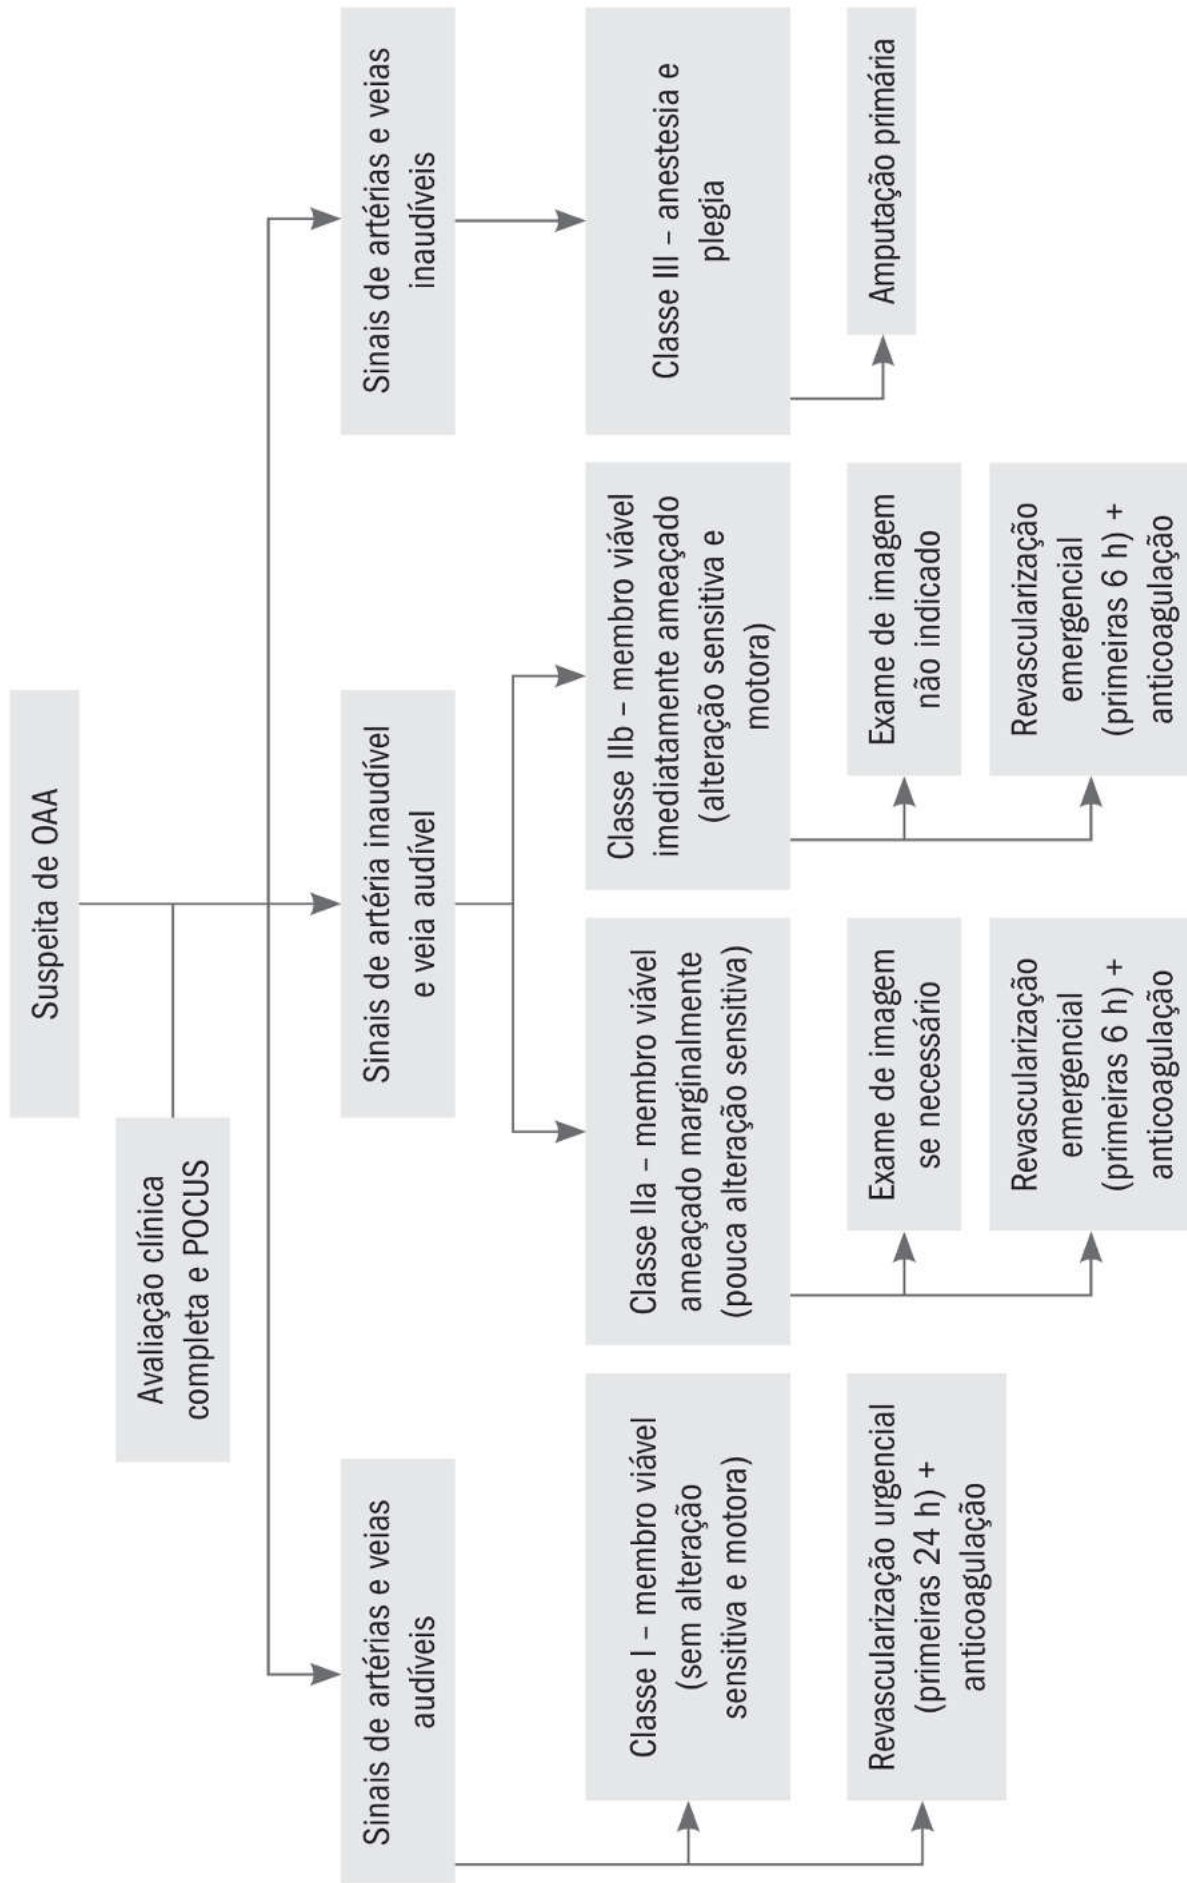 Suspeita de OAA
Avaliação clínica
completa e POCUS
Sinais de artérias e veias
audíveis
Sinais de artéria inaudível
e veia audível
Sinais de artérias e veias
inaudíveis
Classe I – membro viável
(sem alteração
sensitiva e motora)
Classe IIa – membro viável
ameaçado marginalmente
(pouca alteração sensitiva)
Classe IIb – membro viável
imediatamente ameaçado
(alteração sensitiva e
motora)
Classe III – anestesia e
plegia
Revascularização urgencial
(primeiras 24 h) +
anticoagulação
Exame de imagem
se necessário
Exame de imagem
não indicado
Amputação primária
Revascularização
emergencial
(primeiras 6 h) +
anticoagulação
Revascularização
emergencial
(primeiras 6 h) +
anticoagulação